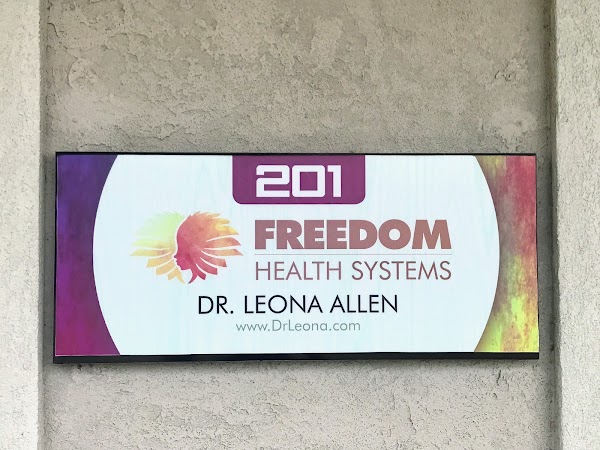 201
FREEDOM
HEALTH SYSTEMS
DR. LEONA ALLEN
www.DrLeona.com